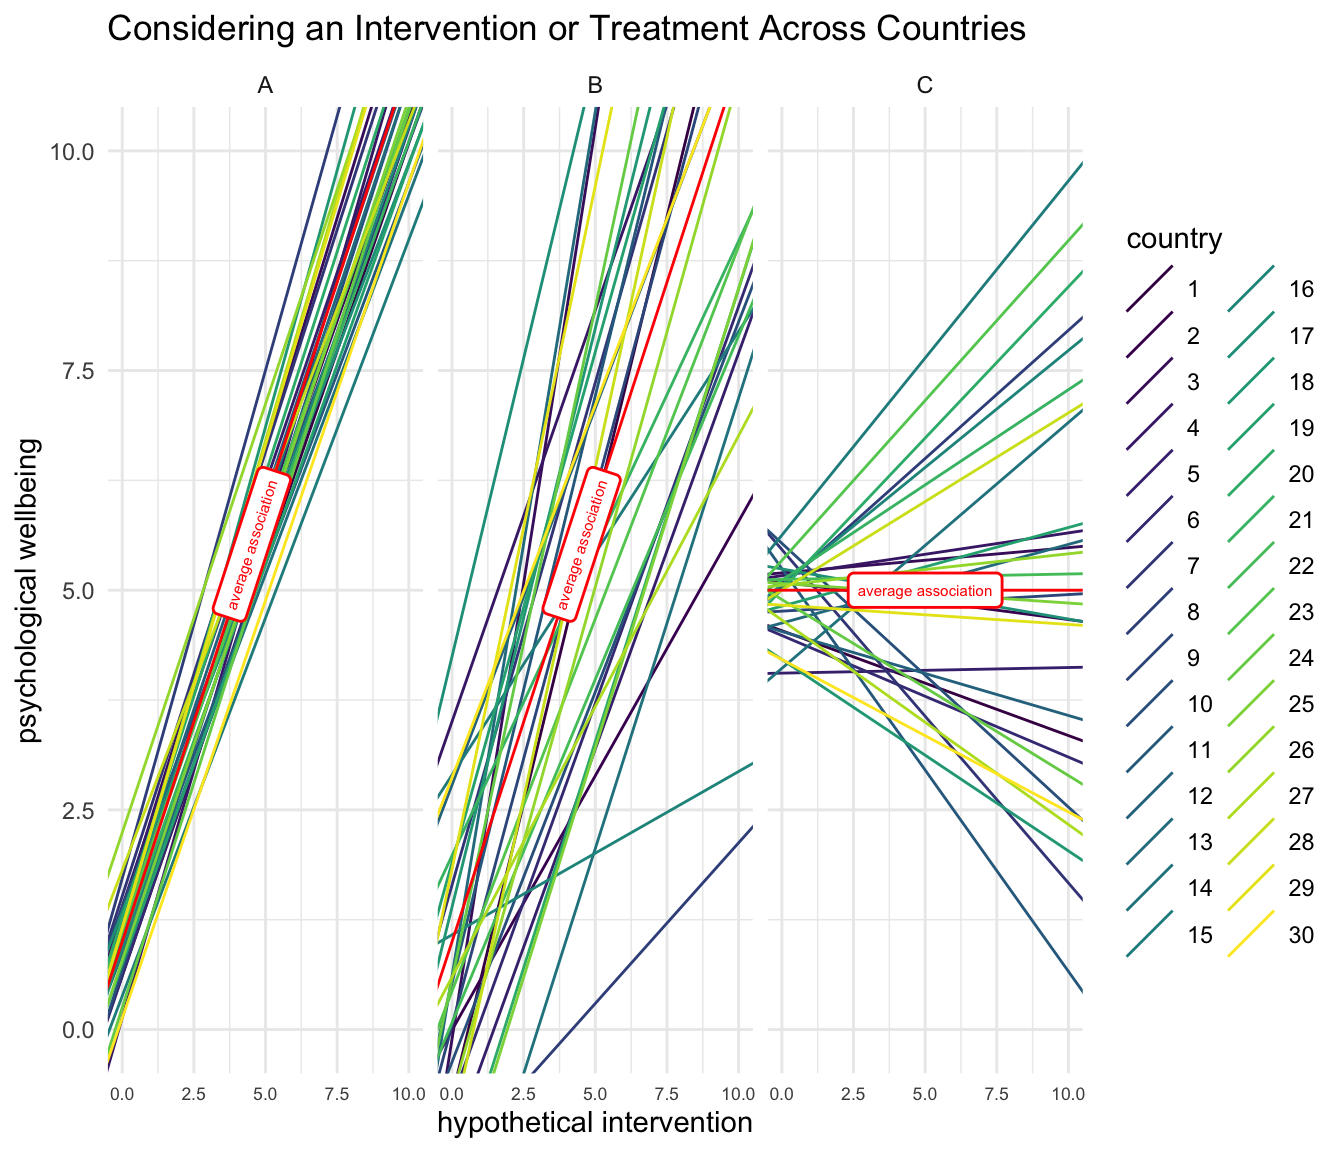 Considering an Intervention or Treatment Across Countries
A
B
C
psychological wellbeing
10.0
7.5
5.0
2.5
0.0
average association
average association
average association
0.0 2.5 5.0 7.5 10.0
0.0 2.5 5.0 7.5 10.0
0.0 2.5 5.0 7.5 10.0
hypothetical intervention
country
1
2
3
4
5
6
7
8
9
10
11
12
13
14
15
16
17
18
19
20
21
22
23
24
25
26
27
28
29
30